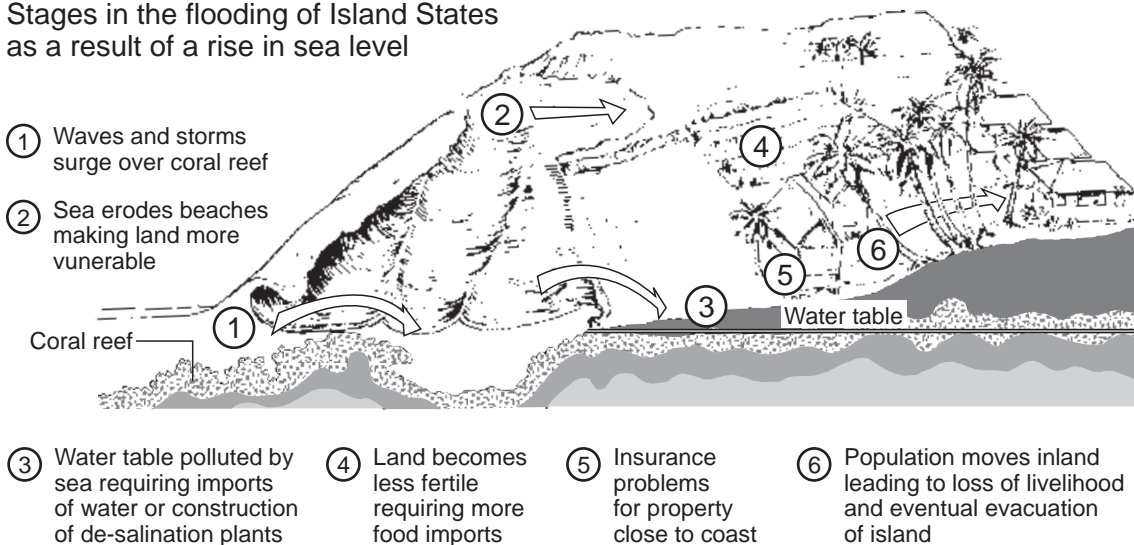 Stages in the flooding of Island States
as a result of a rise in sea level
1 Waves and storms
surge over coral reef
2 Sea erodes beaches
making land more
vunerable
2
4
6
5
3
1
Water table
Coral reef
3 Water table polluted by
sea requiring imports
of water or construction
of de-salination plants
4 Land becomes
less fertile
requiring more
food imports
5 Insurance
problems
for property
close to coast
6 Population moves inland
leading to loss of livelihood
and eventual evacuation
of island